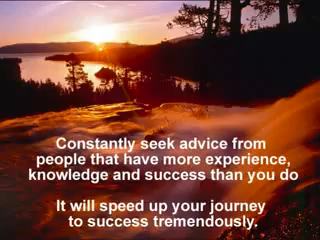 Constantly seek advice from
people that have more experience,
knowledge and success than you do
It will speed up your journey
to success tremendously.